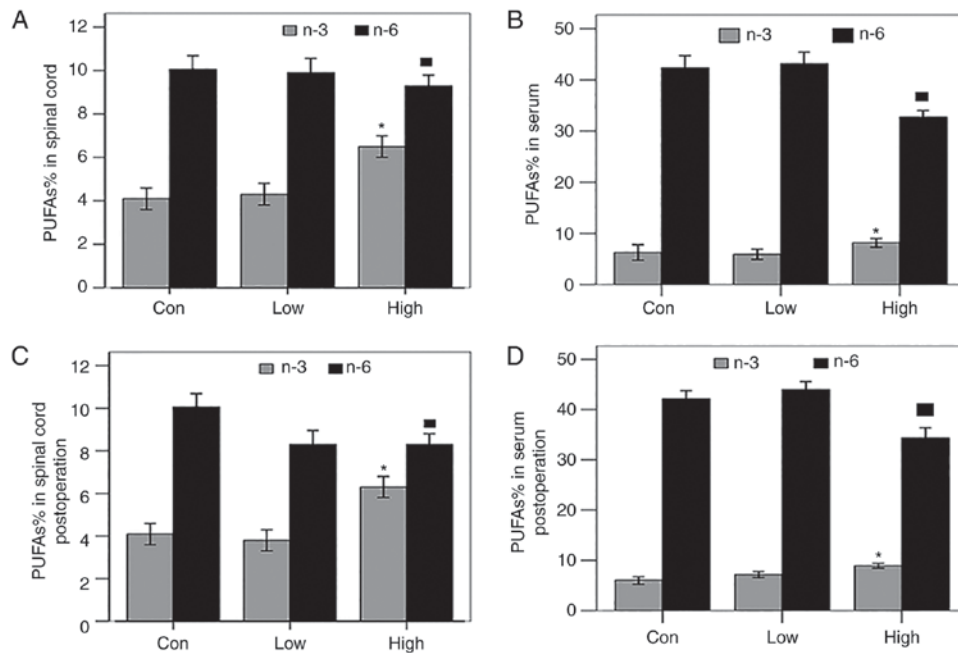 A
n-3 n-6
PUFAs% in spinal cord
12
10
8
6
4
2
0
*
Con Low High
B
n-3 n-6
PUFAs% in serum
50
40
30
20
10
0
*
Con Low High
C
n-3 n-6
PUFAs% in spinal cord
postoperation
12
10
8
6
4
2
0
*
Con Low High
D
n-3 n-6
PUFAs% in serum
postoperation
50
40
30
20
10
0
*
Con Low High